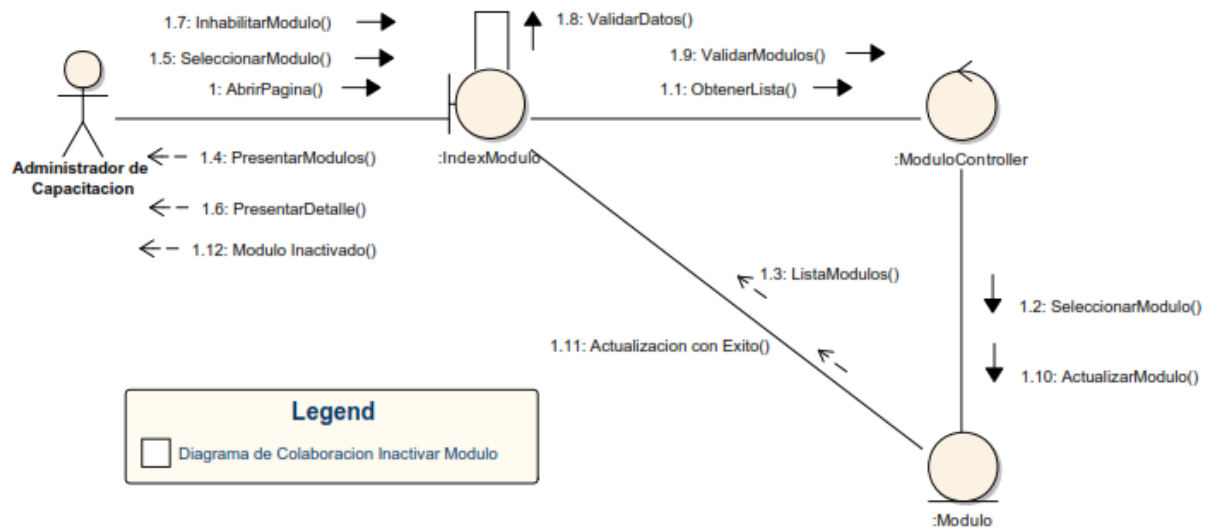 1.7: InhabilitarModulo()
1.8: ValidarDatos()
1.5: SeleccionarModulo()
1.9: ValidarModulos()
1: AbrirPagina()
1.1: ObtenerLista()
Administrador de
Capacitacion
1.4: PresentarModulos()
:IndexModulo
:ModuloController
1.6: PresentarDetalle()
1.12: Modulo Inactivado()
1.3: ListaModulos()
1.2: SeleccionarModulo()
1.11: Actualizacion con Exito()
1.10: ActualizarModulo()
Legend
Diagrama de Colaboracion Inactivar Modulo
:Modulo